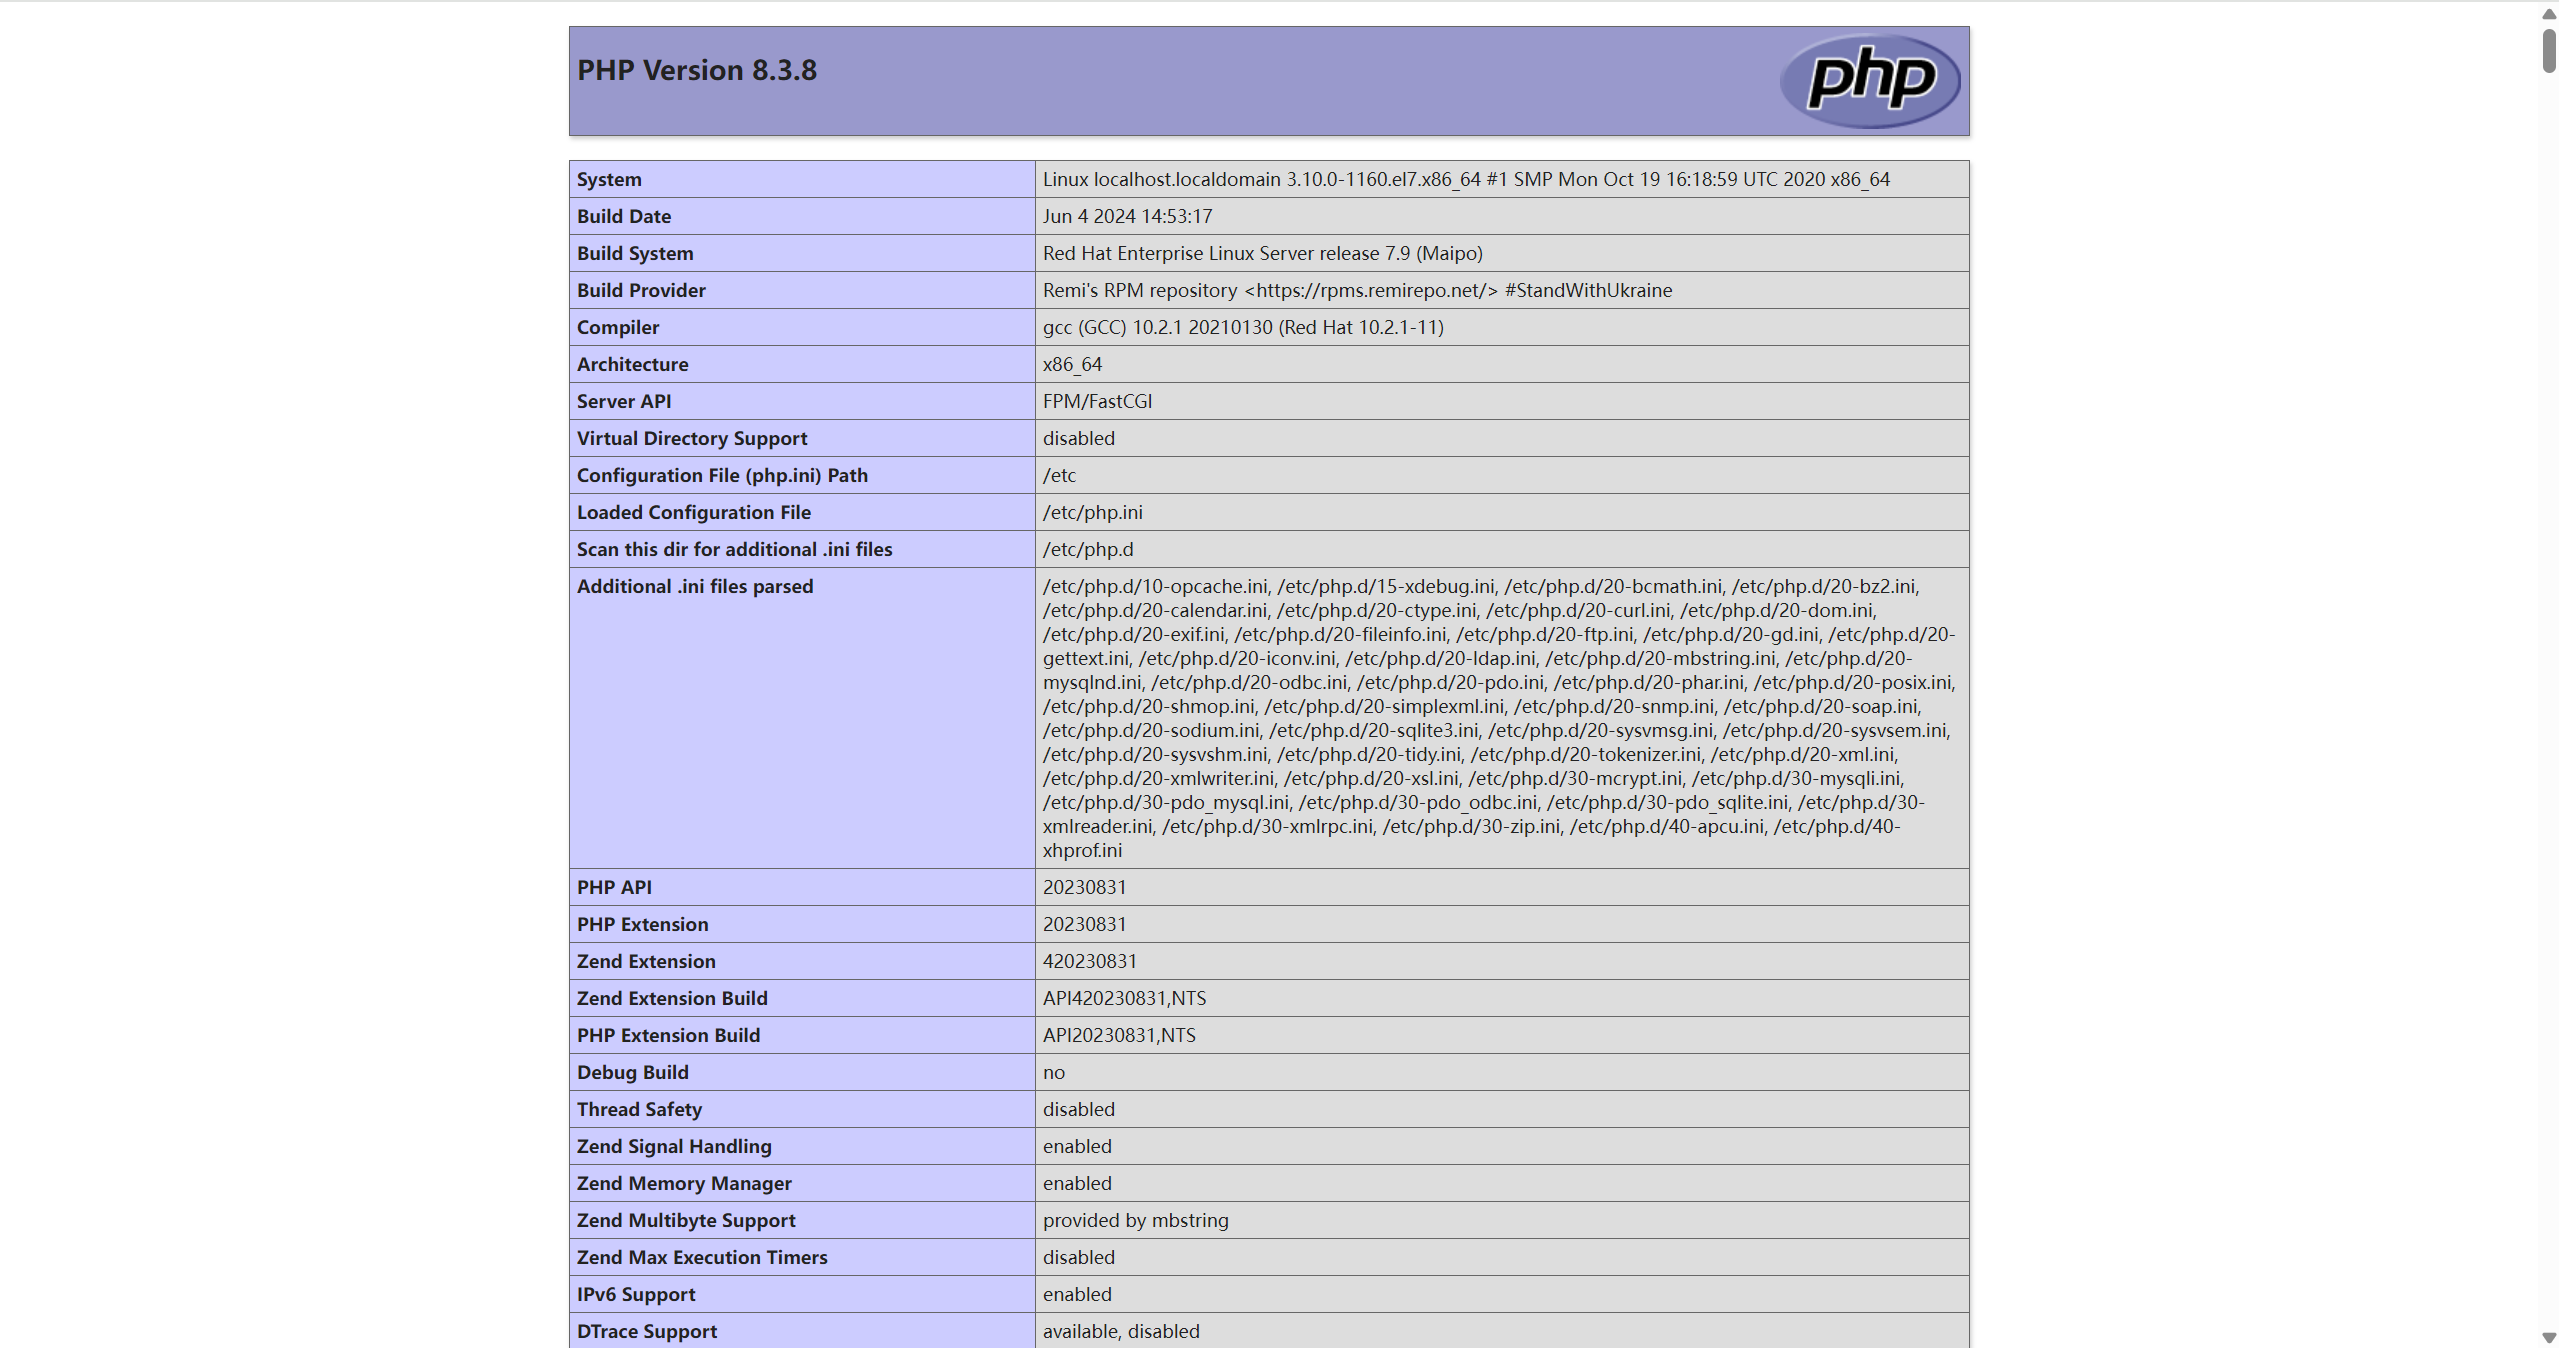 PHP Version 8.3.8
php
System Linux localhost.localdomain 3.10.0-1160.el7.x86_64 #1 SMP Mon Oct 19 16:18:59 UTC 2020 x86_64
Build Date Jun 4 2024 14:53:17
Build System Red Hat Enterprise Linux Server release 7.9 (Maipo)
Build Provider Remi's RPM repository <https://rpms.remirepo.net/> #StandWithUkraine
Compiler gcc (GCC) 10.2.1 20210130 (Red Hat 10.2.1-11)
Architecture x86_64
Server API FPM/FastCGI
Virtual Directory Support disabled
Configuration File (php.ini) Path /etc
Loaded Configuration File /etc/php.ini
Scan this dir for additional .ini files /etc/php.d
Additional .ini files parsed /etc/php.d/10-opcache.ini, /etc/php.d/15-xdebug.ini, /etc/php.d/20-bcmath.ini, /etc/php.d/20-bz2.ini,
/etc/php.d/20-calendar.ini, /etc/php.d/20-ctype.ini, /etc/php.d/20-curl.ini, /etc/php.d/20-dom.ini,
/etc/php.d/20-exif.ini, /etc/php.d/20-fileinfo.ini, /etc/php.d/20-ftp.ini, /etc/php.d/20-gd.ini, /etc/php.d/20-
gettext.ini, /etc/php.d/20-iconv.ini, /etc/php.d/20-ldap.ini, /etc/php.d/20-mbstring.ini, /etc/php.d/20-
mysqlnd.ini, /etc/php.d/20-odbc.ini, /etc/php.d/20-pdo.ini, /etc/php.d/20-phar.ini, /etc/php.d/20-posix.ini,
/etc/php.d/20-shmop.ini, /etc/php.d/20-simplexml.ini, /etc/php.d/20-snmp.ini, /etc/php.d/20-soap.ini,
/etc/php.d/20-sodium.ini, /etc/php.d/20-sqlite3.ini, /etc/php.d/20-sysvmsg.ini, /etc/php.d/20-sysvsem.ini,
/etc/php.d/20-sysvshm.ini, /etc/php.d/20-tidy.ini, /etc/php.d/20-tokenizer.ini, /etc/php.d/20-xml.ini,
/etc/php.d/20-xmlwriter.ini, /etc/php.d/20-xsl.ini, /etc/php.d/30-mcrypt.ini, /etc/php.d/30-mysqli.ini,
/etc/php.d/30-pdo_mysql.ini, /etc/php.d/30-pdo_odbc.ini, /etc/php.d/30-pdo_sqlite.ini, /etc/php.d/30-
xmlreader.ini, /etc/php.d/30-xmlrpc.ini, /etc/php.d/30-zip.ini, /etc/php.d/40-apcu.ini, /etc/php.d/40-
xhprof.ini
PHP API 20230831
PHP Extension 20230831
Zend Extension 420230831
Zend Extension Build API420230831,NTS
PHP Extension Build API20230831,NTS
Debug Build no
Thread Safety disabled
Zend Signal Handling enabled
Zend Memory Manager enabled
Zend Multibyte Support provided by mbstring
Zend Max Execution Timers disabled
IPv6 Support enabled
DTrace Support available, disabled